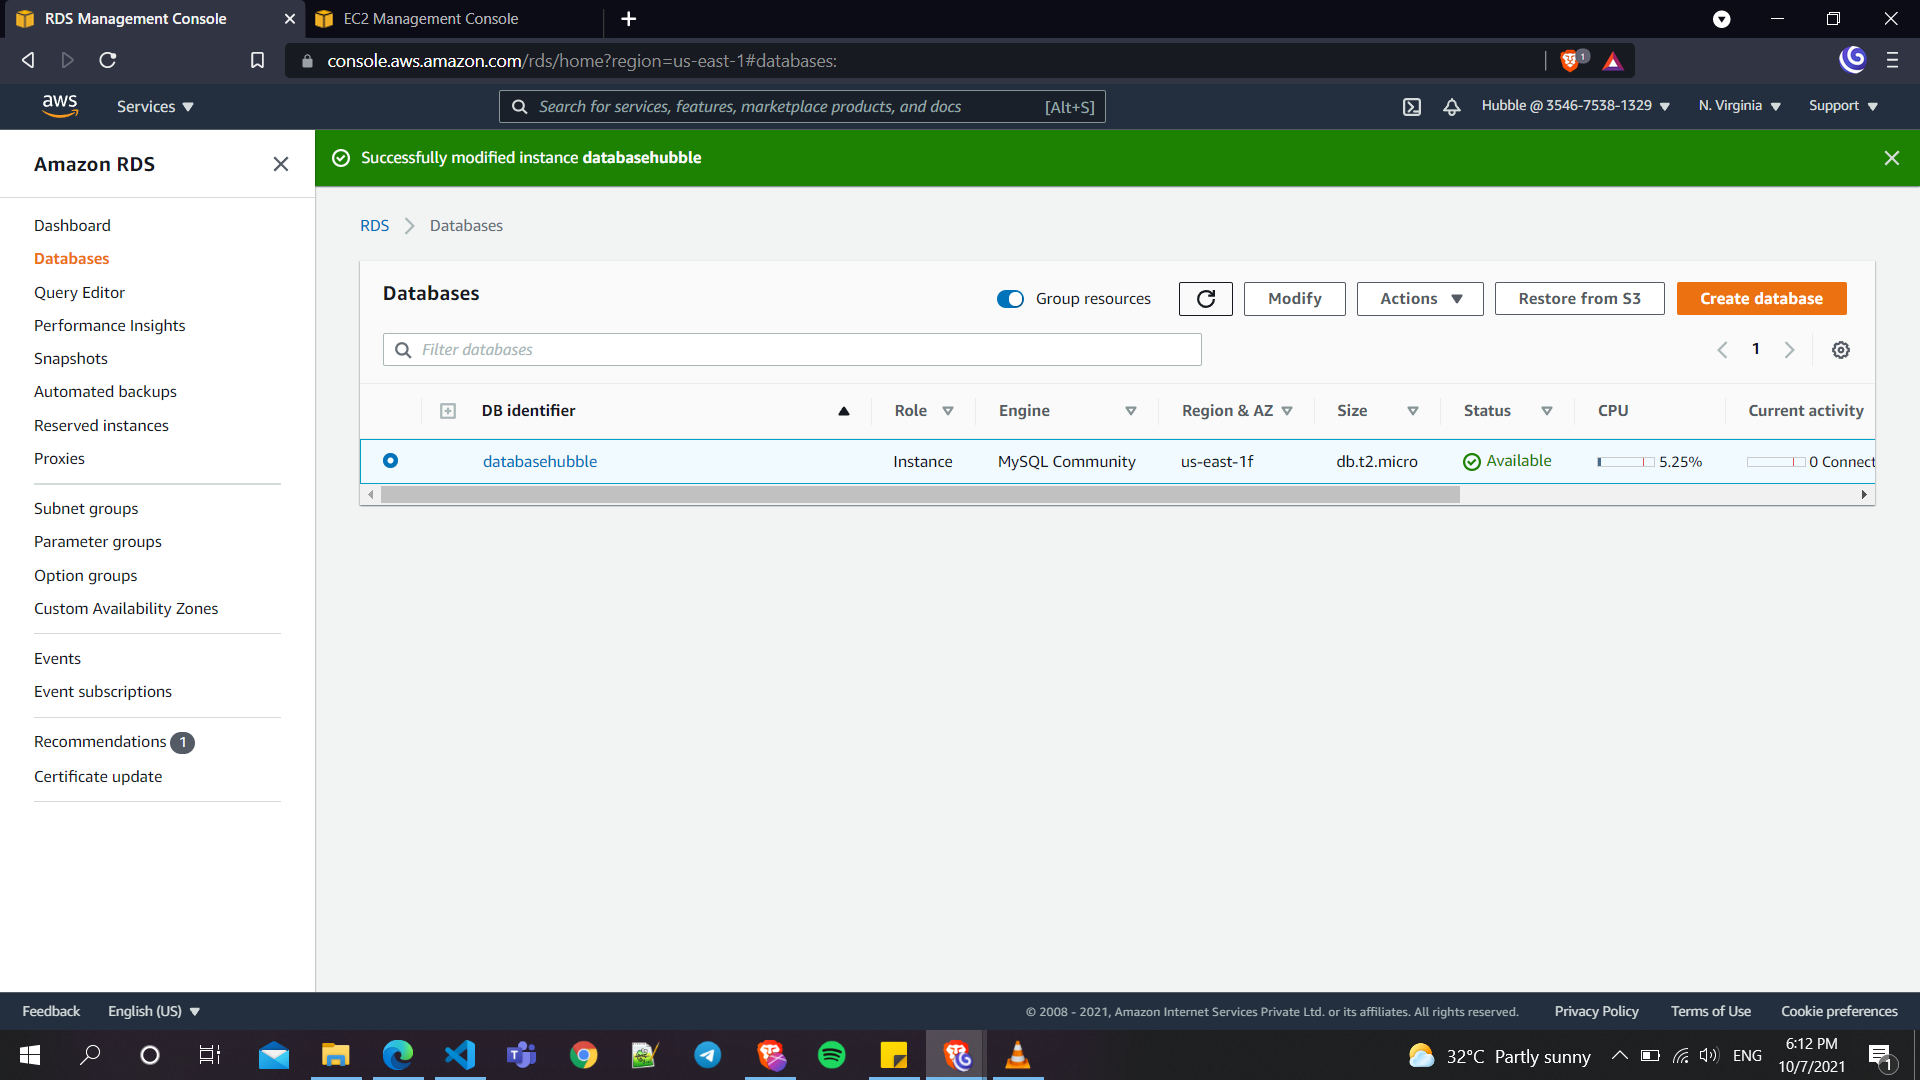 RDS Management Console
EC2 Management Console
console.aws.amazon.com/rds/home?region=us-east-1#databases:
1
aws
Services
Search for services, features, marketplace products, and docs
[Alt+S]
Hubble @ 3546-7538-1329
N. Virginia
Support
Amazon RDS
Successfully modified instance databasehubble
Dashboard
Databases
Query Editor
Performance Insights
Snapshots
Automated backups
Reserved instances
Proxies
Subnet groups
Parameter groups
Option groups
Custom Availability Zones
Events
Event subscriptions
Recommendations 1
Certificate update
RDS
Databases
Databases
Group resources
Modify
Actions
Restore from S3
Create database
Filter databases
1
DB identifier
Role
Engine
Region & AZ
Size
Status
CPU
Current activity
databasehubble
Instance
MySQL Community
us-east-1f
db.t2.micro
Available
5.25%
0 Connect
Feedback
English (US)
© 2008 - 2021, Amazon Internet Services Private Ltd. or its affiliates. All rights reserved.
Privacy Policy
Terms of Use
Cookie preferences
32°C Partly sunny
ENG
6:12 PM
10/7/2021
1